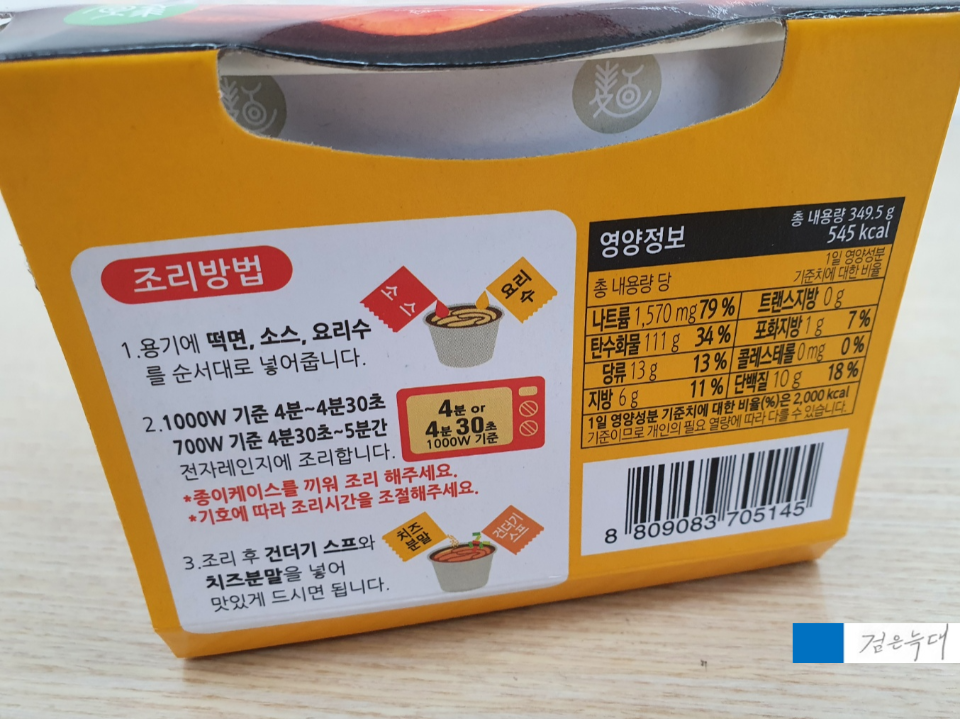 조리방법
소스
요리수
1.용기에 떡면, 소스, 요리수
를 순서대로 넣어줍니다.
2.1000W 기준 4분~4분30초
700W 기준 4분30초~5분간
전자레인지에 조리합니다.
4분 or
4분 30초
1000W 기준
*종이케이스를 끼워 조리 해주세요.
*기호에 따라 조리시간을 조절해주세요.
치즈
분말
건더기
스프
3.조리 후 건더기 스프와
치즈분말을 넣어
맛있게 드시면 됩니다.
영양정보
총 내용량 349.5 g
545 kcal
총 내용량 당
1일 영양성분
기준치에 대한 비율
나트륨 1,570 mg 79 % 트랜스지방 0 g
탄수화물 111 g 34 % 포화지방 1 g 7 %
당류 13 g 13 % 콜레스테롤 0 mg 0 %
지방 6 g 11 % 단백질 10 g 18 %
1일 영양성분 기준치에 대한 비율(%)은 2,000 kcal
기준이므로 개인의 필요 열량에 따라 다를 수 있습니다.
8 809083 705145
검은늑대